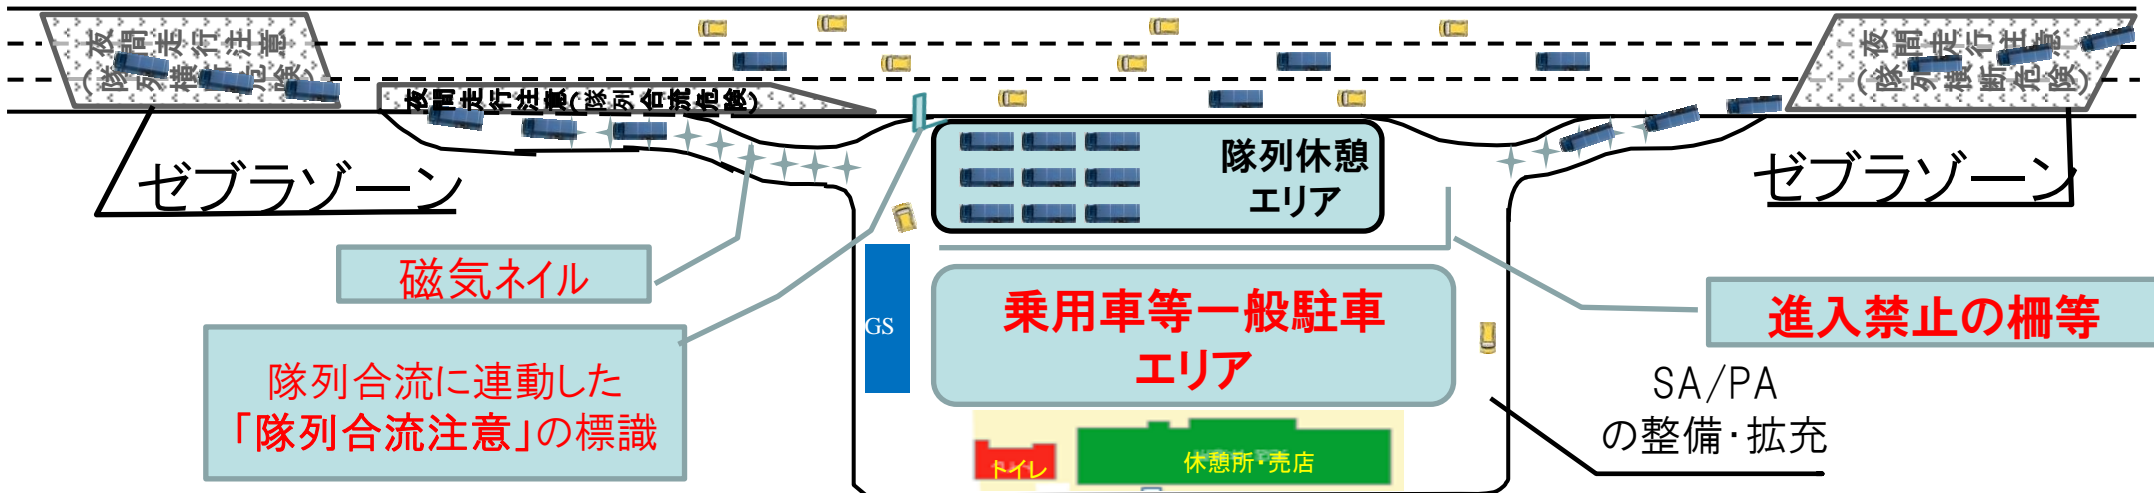 夜間走行注意
(隊列横断危険)
夜間走行注意(隊列合流危険)
夜間走行注意
(隊列横断危険)
ゼブラゾーン
隊列休憩
エリア
ゼブラゾーン
磁気ネイル
隊列合流に連動した
「隊列合流注意」の標識
GS
乗用車等一般駐車
エリア
進入禁止の柵等
SA/PA
の整備・拡充
トイレ
休憩所・売店